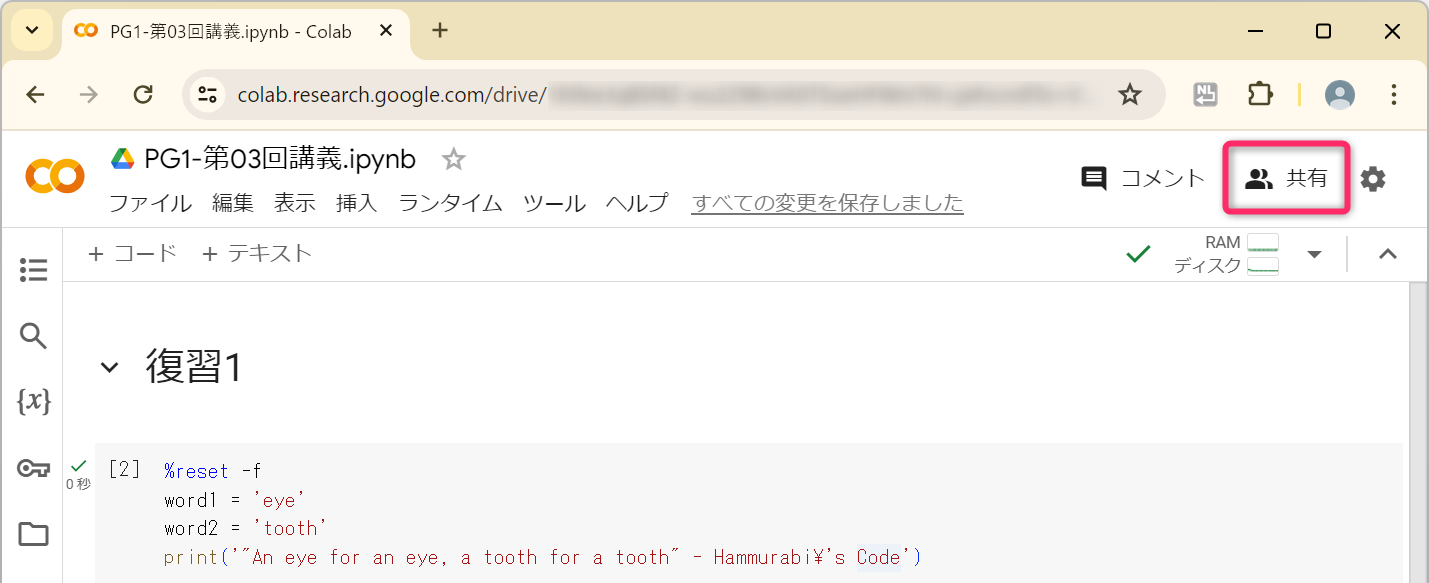 PG1-第03回講義.ipynb - Colab
colab.research.google.com/drive/
NL
PG1-第03回講義.ipynb
コメント
共有
ファイル 編集 表示 挿入 ランタイム ツール ヘルプ すべての変更を保存しました
+ コード + テキスト
RAM
ディスク
復習1
{x}
[2] %reset -f
0 秒
word1 = 'eye'
word2 = 'tooth'
print('"An eye for an eye, a tooth for a tooth" - Hammurabi¥'s Code')